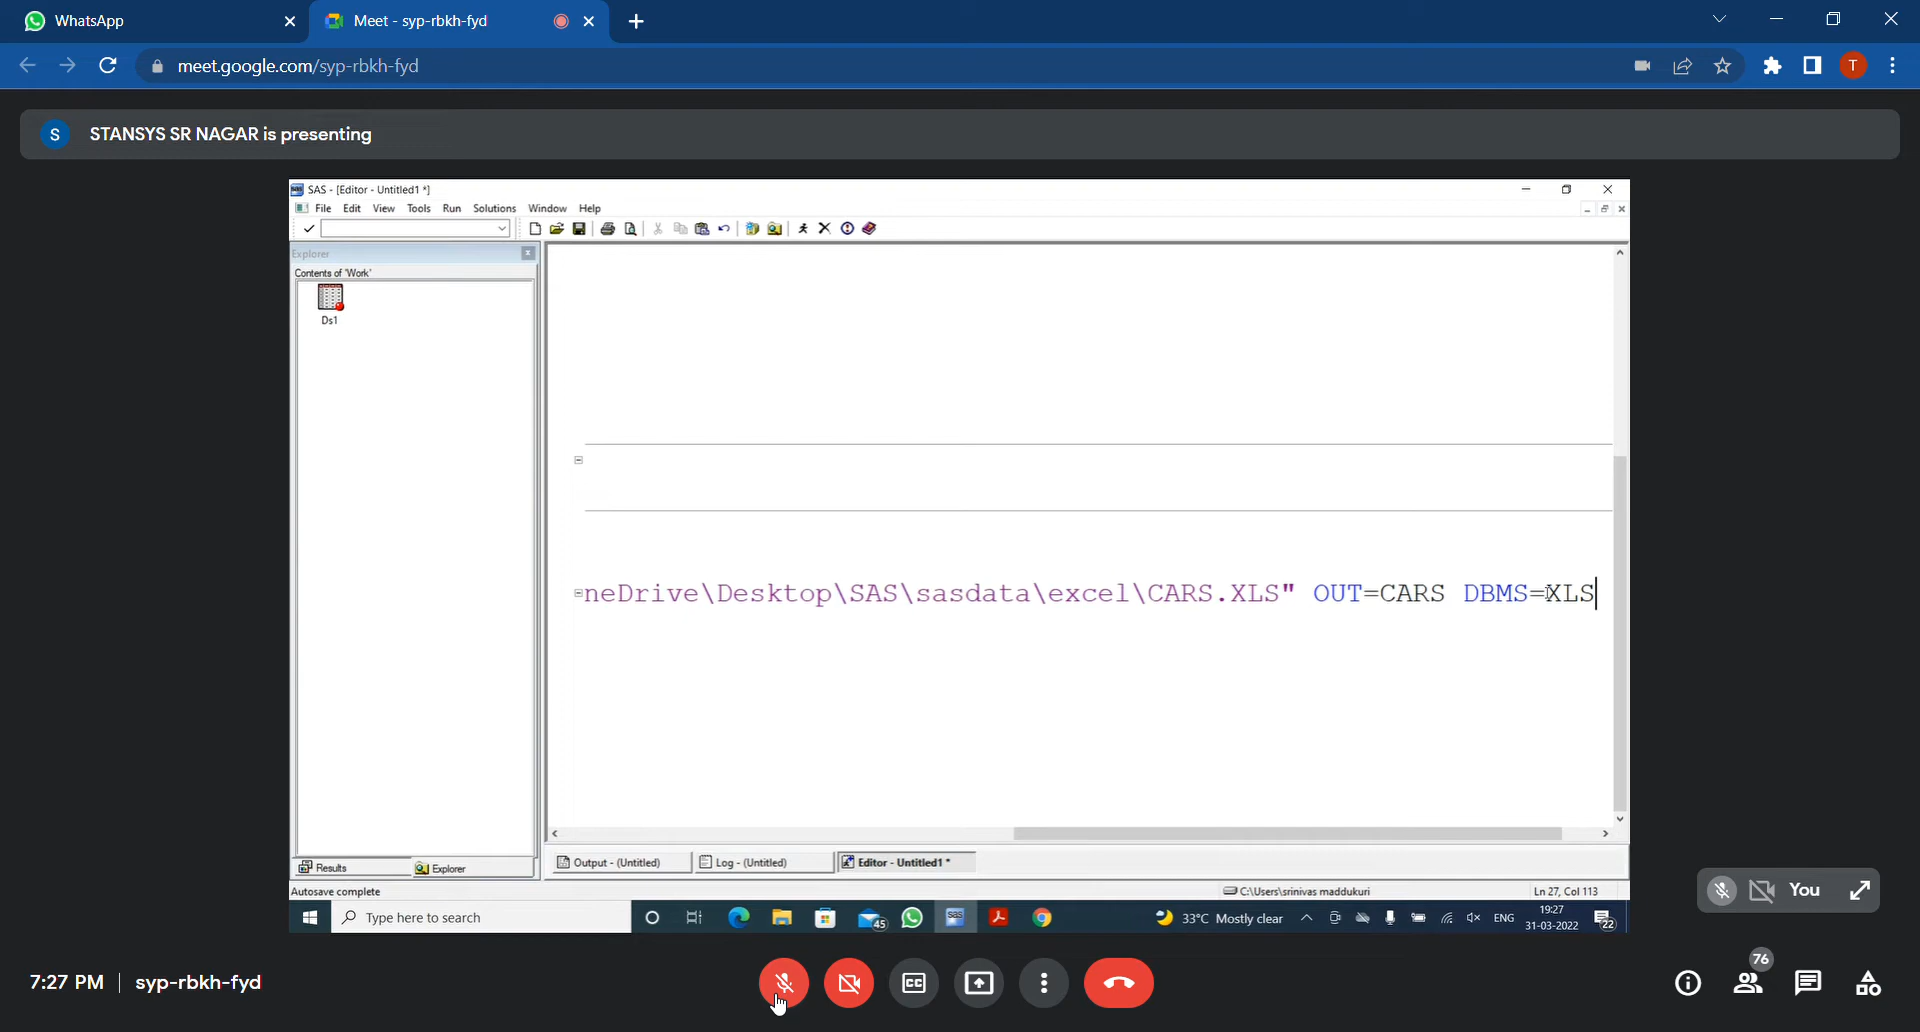 WhatsApp
Meet - syp-rbkh-fyd
meet.google.com/syp-rbkh-fyd
T
S
STANSYS SR NAGAR is presenting
SAS - [Editor - Untitled1 *]
File Edit View Tools Run Solutions Window Help
Explorer
Contents of 'Work'
Ds1
neDrive\Desktop\SAS\sasdata\excel\CARS.XLS" OUT=CARS DBMS=XLS
Results
Explorer
Output - (Untitled)
Log - (Untitled)
Editor - Untitled1 *
Autosave complete
C:\Users\srinivas maddukuri
Ln 27, Col 113
Type here to search
45
sas
33°C Mostly clear
ENG
19:27
31-03-2022
22
You
7:27 PM
syp-rbkh-fyd
CC
76